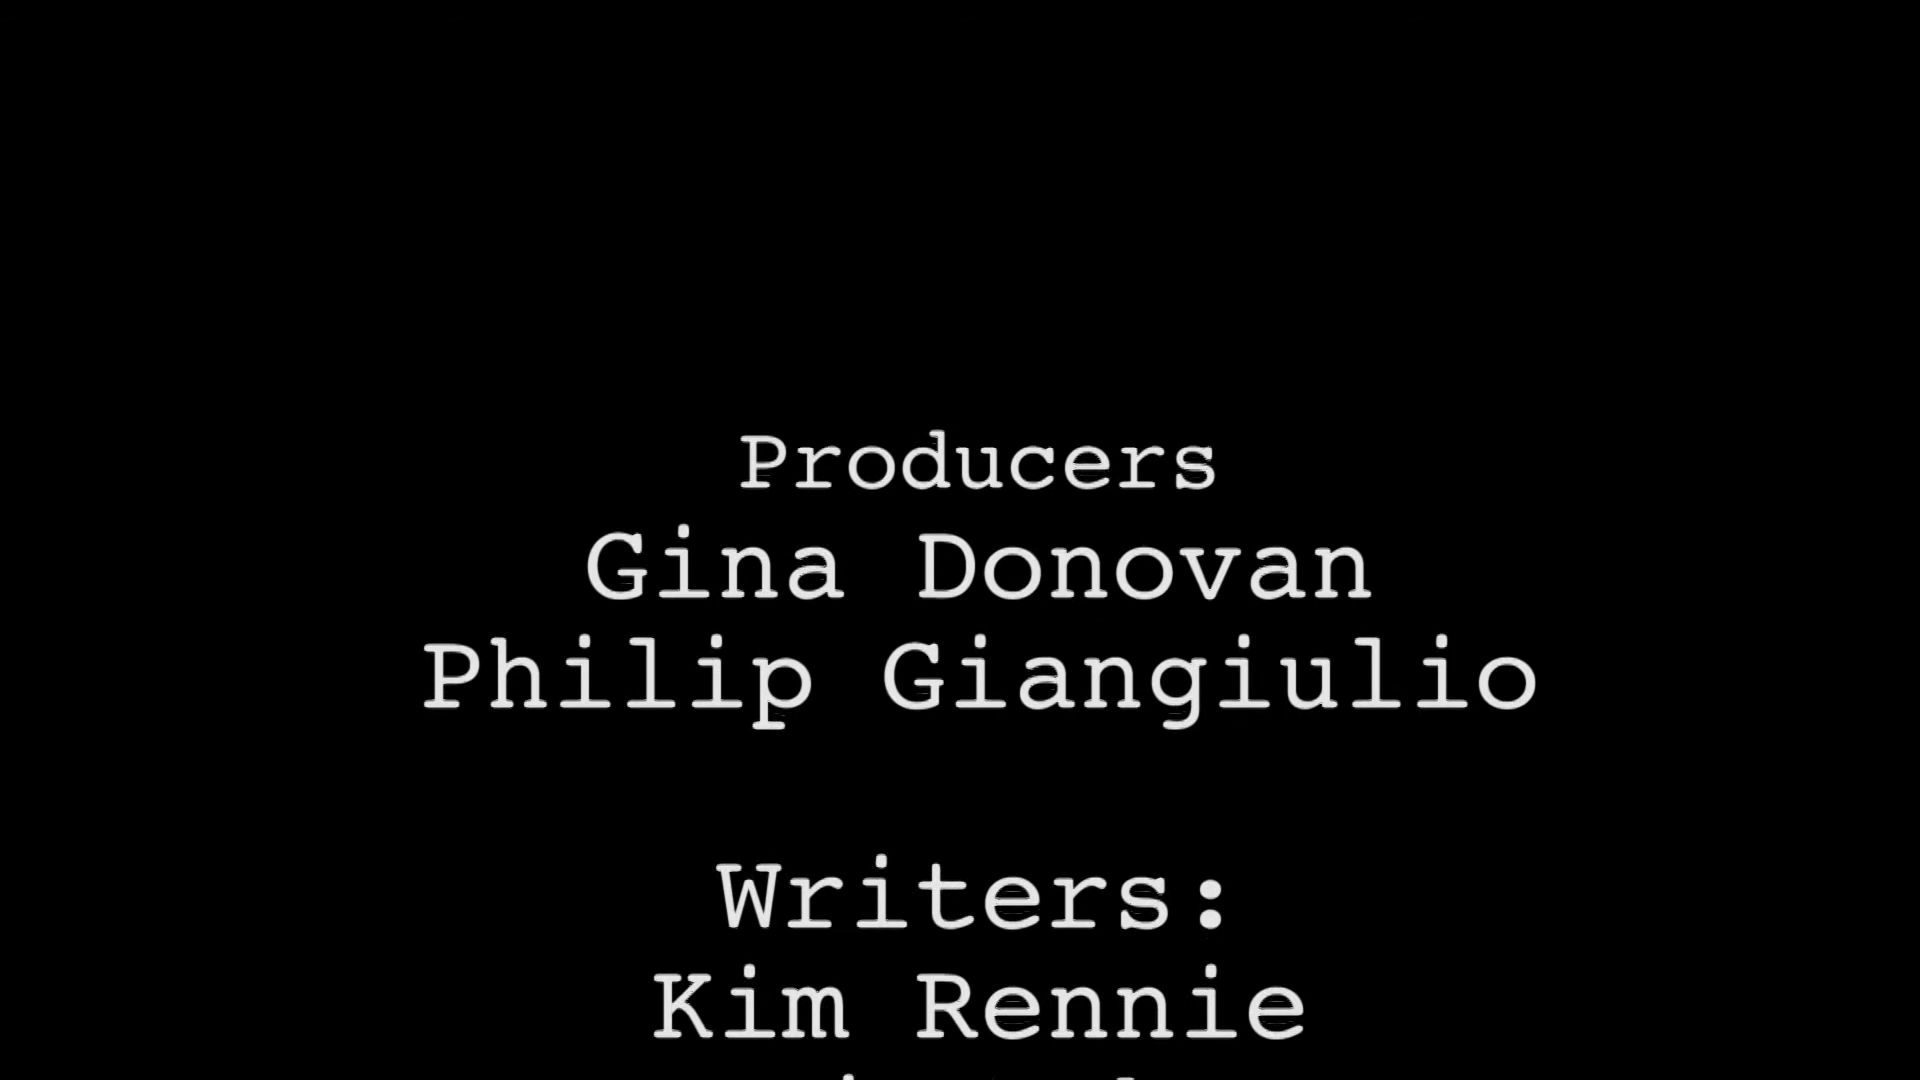 Producers
Gina Donovan
Philip Giangiulio
Writers:
Kim Rennie